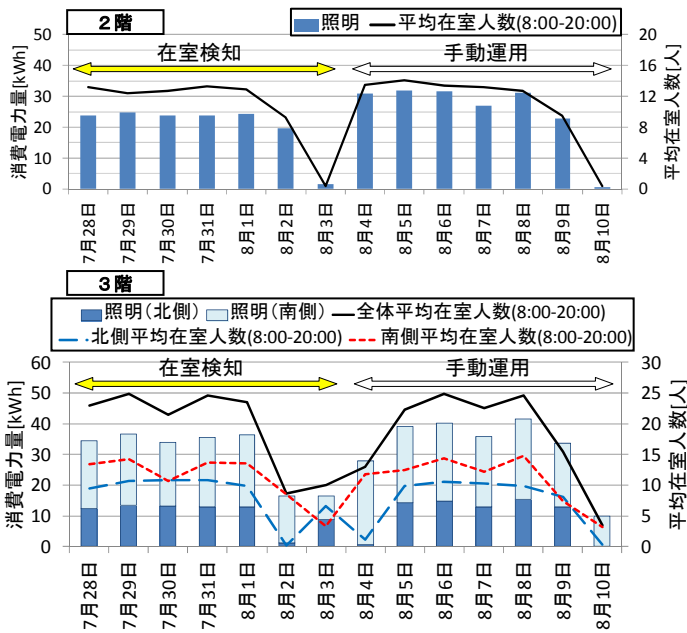 2階
照明 平均在室人数(8:00-20:00)
在室検知 手動運用
消費電力量[kWh]
50
40
30
20
10
0
平均在室人数[人]
20
16
12
8
4
0
7月28日 7月29日 7月30日 7月31日 8月1日 8月2日 8月3日 8月4日 8月5日 8月6日 8月7日 8月8日 8月9日 8月10日
3階
照明(北側) 照明(南側) 全体平均在室人数(8:00-20:00)
北側平均在室人数(8:00-20:00) 南側平均在室人数(8:00-20:00)
在室検知 手動運用
消費電力量[kWh]
60
50
40
30
20
10
0
平均在室人数[人]
30
25
20
15
10
5
0
7月28日 7月29日 7月30日 7月31日 8月1日 8月2日 8月3日 8月4日 8月5日 8月6日 8月7日 8月8日 8月9日 8月10日